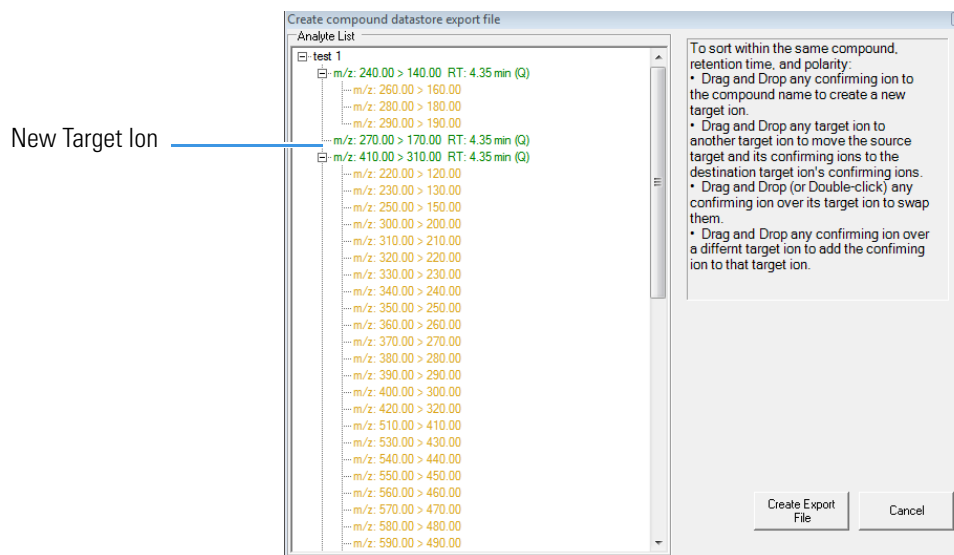 Create compound datastore export file
Analyte List
test 1
m/z: 240.00 > 140.00 RT: 4.35 min (Q)
m/z: 260.00 > 160.00
m/z: 280.00 > 180.00
m/z: 290.00 > 190.00
New Target Ion
m/z: 270.00 > 170.00 RT: 4.35 min (Q)
m/z: 410.00 > 310.00 RT: 4.35 min (Q)
m/z: 220.00 > 120.00
m/z: 230.00 > 130.00
m/z: 250.00 > 150.00
m/z: 300.00 > 200.00
m/z: 310.00 > 210.00
m/z: 320.00 > 220.00
m/z: 330.00 > 230.00
m/z: 340.00 > 240.00
m/z: 350.00 > 250.00
m/z: 360.00 > 260.00
m/z: 370.00 > 270.00
m/z: 380.00 > 280.00
m/z: 390.00 > 290.00
m/z: 400.00 > 300.00
m/z: 420.00 > 320.00
m/z: 510.00 > 410.00
m/z: 530.00 > 430.00
m/z: 540.00 > 440.00
m/z: 550.00 > 450.00
m/z: 560.00 > 460.00
m/z: 570.00 > 470.00
m/z: 580.00 > 480.00
m/z: 590.00 > 490.00
To sort within the same compound,
retention time, and polarity:
• Drag and Drop any confirming ion to
the compound name to create a new
target ion.
• Drag and Drop any target ion to
another target ion to move the source
target and its confirming ions to the
destination target ion's confirming ions.
• Drag and Drop (or Double-click) any
confirming ion over its target ion to swap
them.
• Drag and Drop any confirming ion over
a differnt target ion to add the confiming
ion to that target ion.
Create Export
File
Cancel